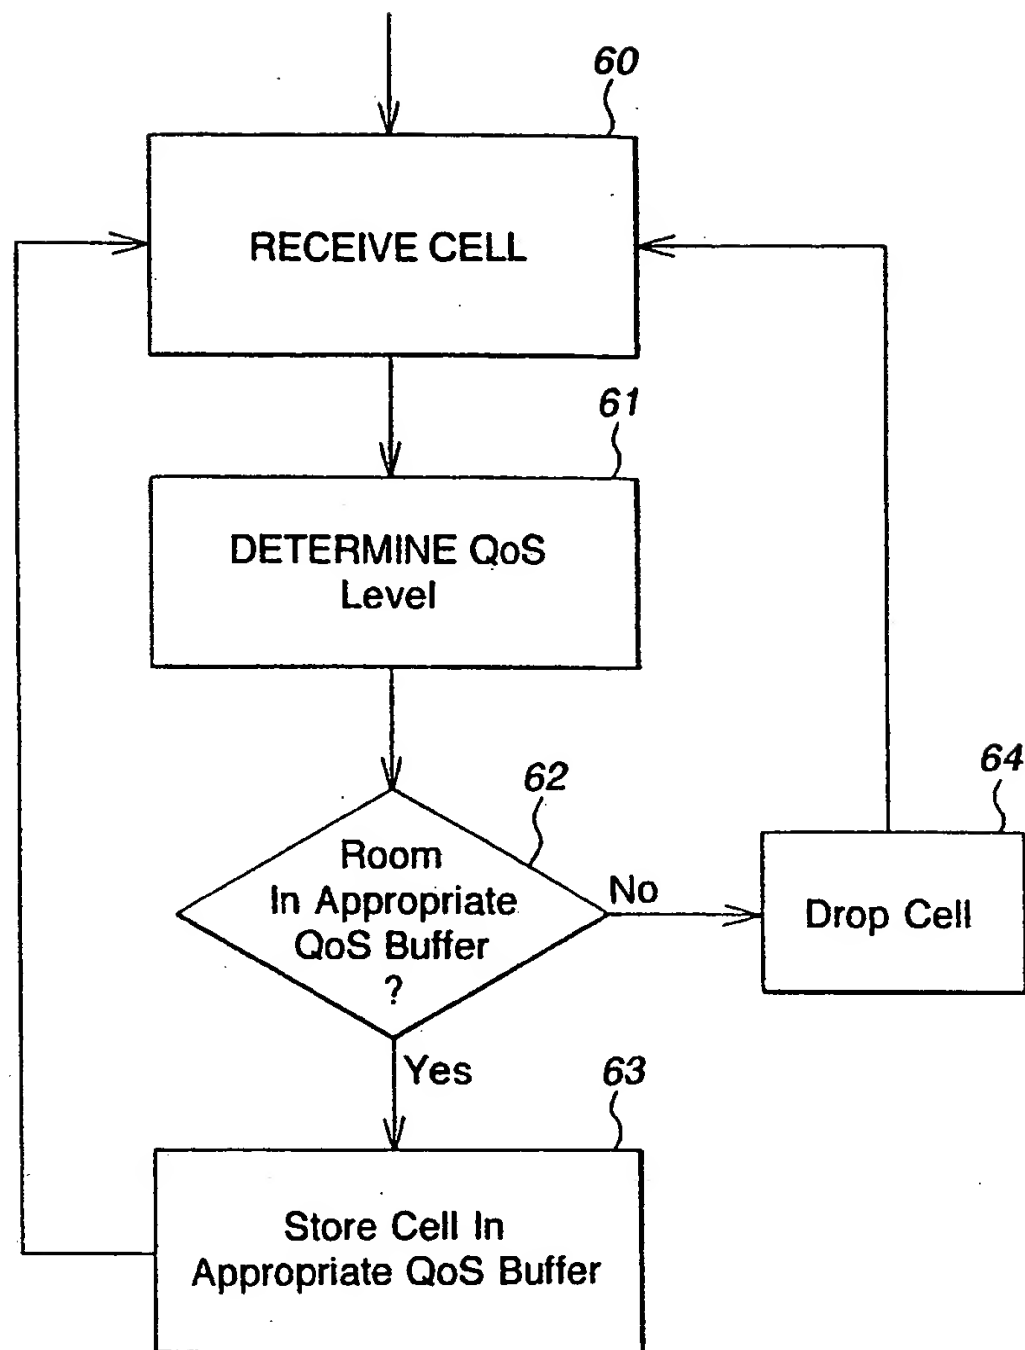 60
RECEIVE CELL
61
DETERMINE QoS
Level
62
Room
In Appropriate
QoS Buffer
?
No
64
Drop Cell
Yes
63
Store Cell In
Appropriate QoS Buffer